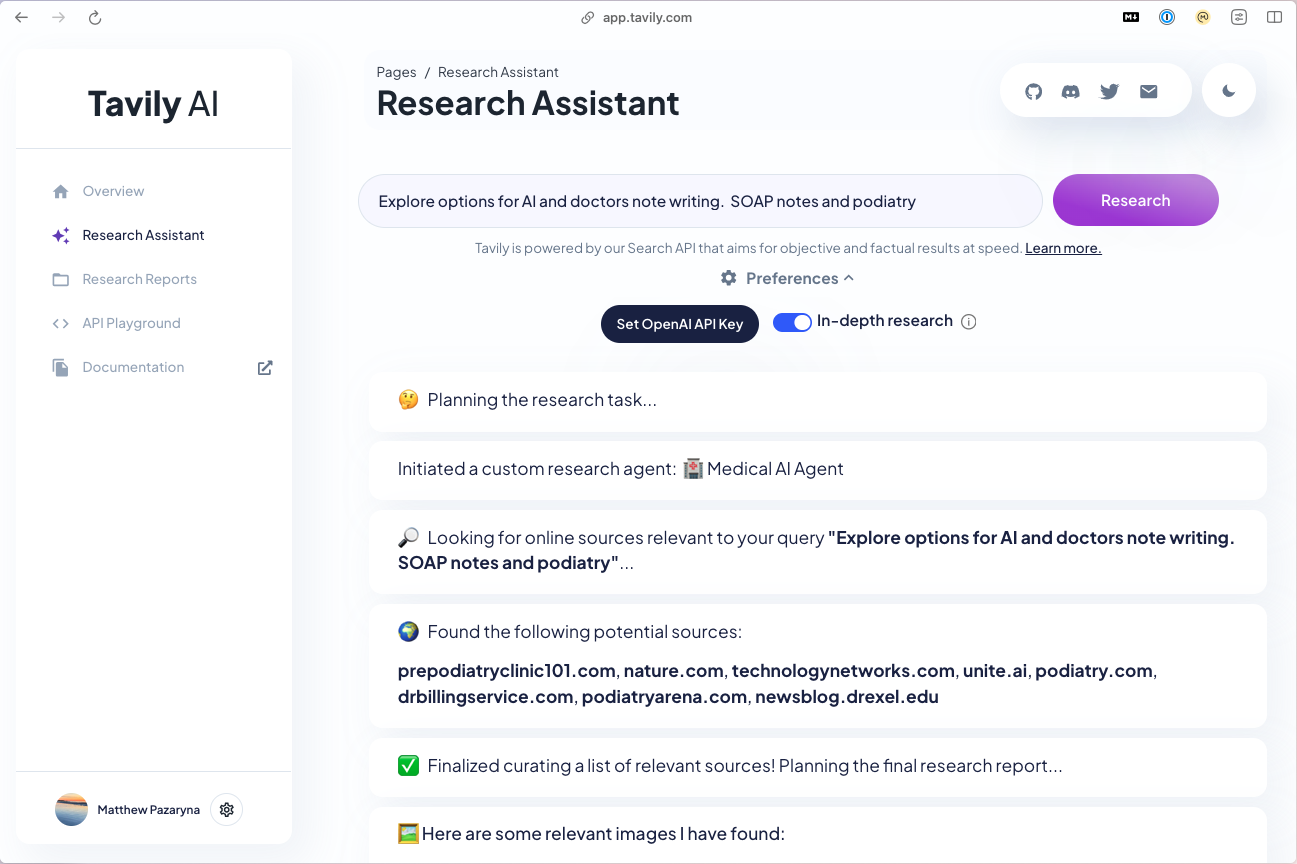 app.tavily.com
M↓
Tavily AI
Overview
Research Assistant
Research Reports
API Playground
Documentation
Matthew Pazaryna
Pages / Research Assistant
Research Assistant
Explore options for AI and doctors note writing.  SOAP notes and podiatry
Research
Tavily is powered by our Search API that aims for objective and factual results at speed. Learn more.
Preferences
Set OpenAI API Key
In-depth research
🤔 Planning the research task...
Initiated a custom research agent: 🏥 Medical AI Agent
🔎 Looking for online sources relevant to your query "Explore options for AI and doctors note writing.
SOAP notes and podiatry"...
🌍 Found the following potential sources:
prepodiatryclinic101.com, nature.com, technologynetworks.com, unite.ai, podiatry.com,
drbillingservice.com, podiatryarena.com, newsblog.drexel.edu
✅ Finalized curating a list of relevant sources! Planning the final research report...
🖼️ Here are some relevant images I have found: